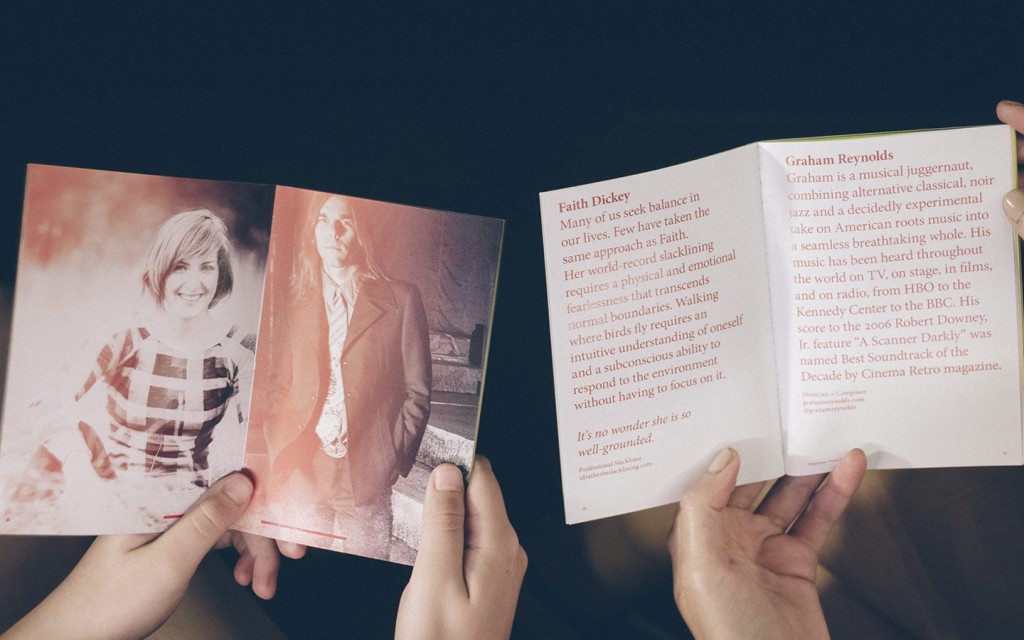 Faith Dickey
Many of us seek balance in
our lives. Few have taken the
same approach as Faith.
Her world-record slacklining
requires a physical and emotional
fearlessness that transcends
normal boundaries. Walking
where birds fly requires an
intuitive understanding of oneself
and a subconscious ability to
respond to the environment
without having to focus on it.
It's no wonder she is so
well-grounded.
Professional Slackliner
idratherbeslacklining.com
Graham Reynolds
Graham is a musical juggernaut,
combining alternative classical, noir
jazz and a decidedly experimental
take on American roots music into
a seamless breathtaking whole. His
music has been heard throughout
the world on TV, on stage, in films,
and on radio, from HBO to the
Kennedy Center to the BBC. His
score to the 2006 Robert Downey,
Jr. feature "A Scanner Darkly" was
named Best Soundtrack of the
Decade by Cinema Retro magazine.
Musician + Composer
grahamreynolds.com
@grahamreynolds